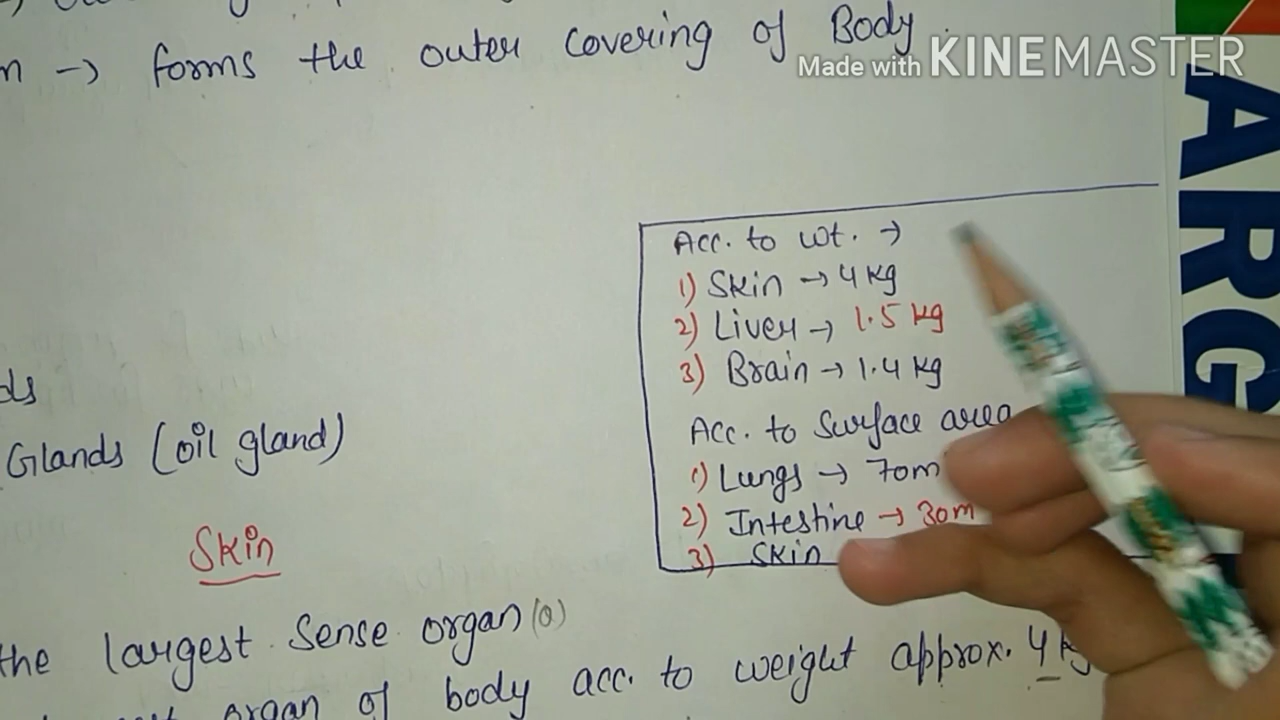 n → forms the outer covering of Body.
Made with KINEMASTER
ARG
Acc. to wt. →
1) Skin → 4 kg
2) Liver → 1.5 kg
3) Brain → 1.4 kg
Acc. to Surface area
1) Lungs → 70m
2) Intestine → 30m
3) Skin
ds
Glands (oil gland)
Skin
the largest Sense organ (o)
organ of body acc. to weight approx. 4 kg